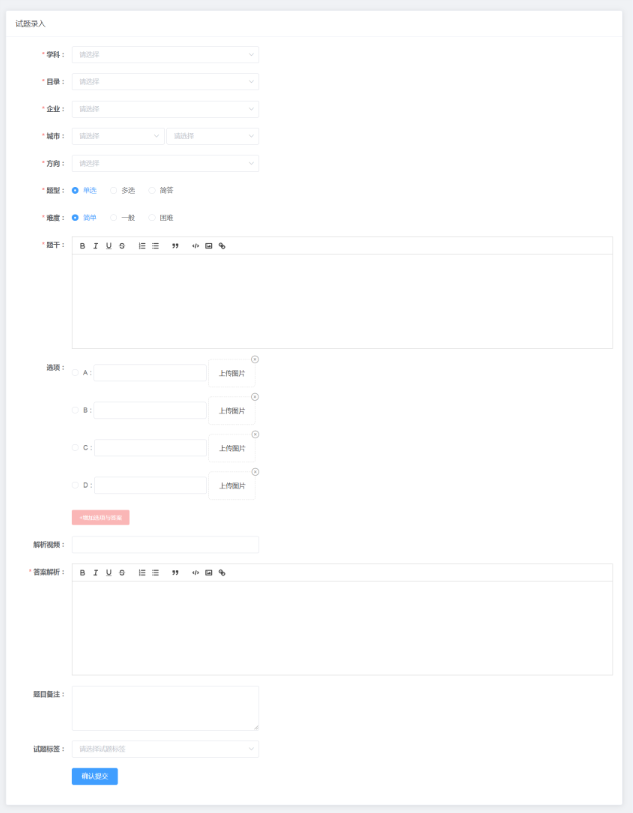 试题录入
* 学科： 请选择
* 目录： 请选择
* 企业： 请选择
* 城市： 请选择 请选择
* 方向： 请选择
* 题型： 单选 多选 简答
* 难度： 简单 一般 困难
* 题干： B I U S
选项：
A： 上传图片
B： 上传图片
C： 上传图片
D： 上传图片
+增加选项与答案
解析视频：
* 答案解析： B I U S
题目备注：
试题标签： 请选择试题标签
确认提交